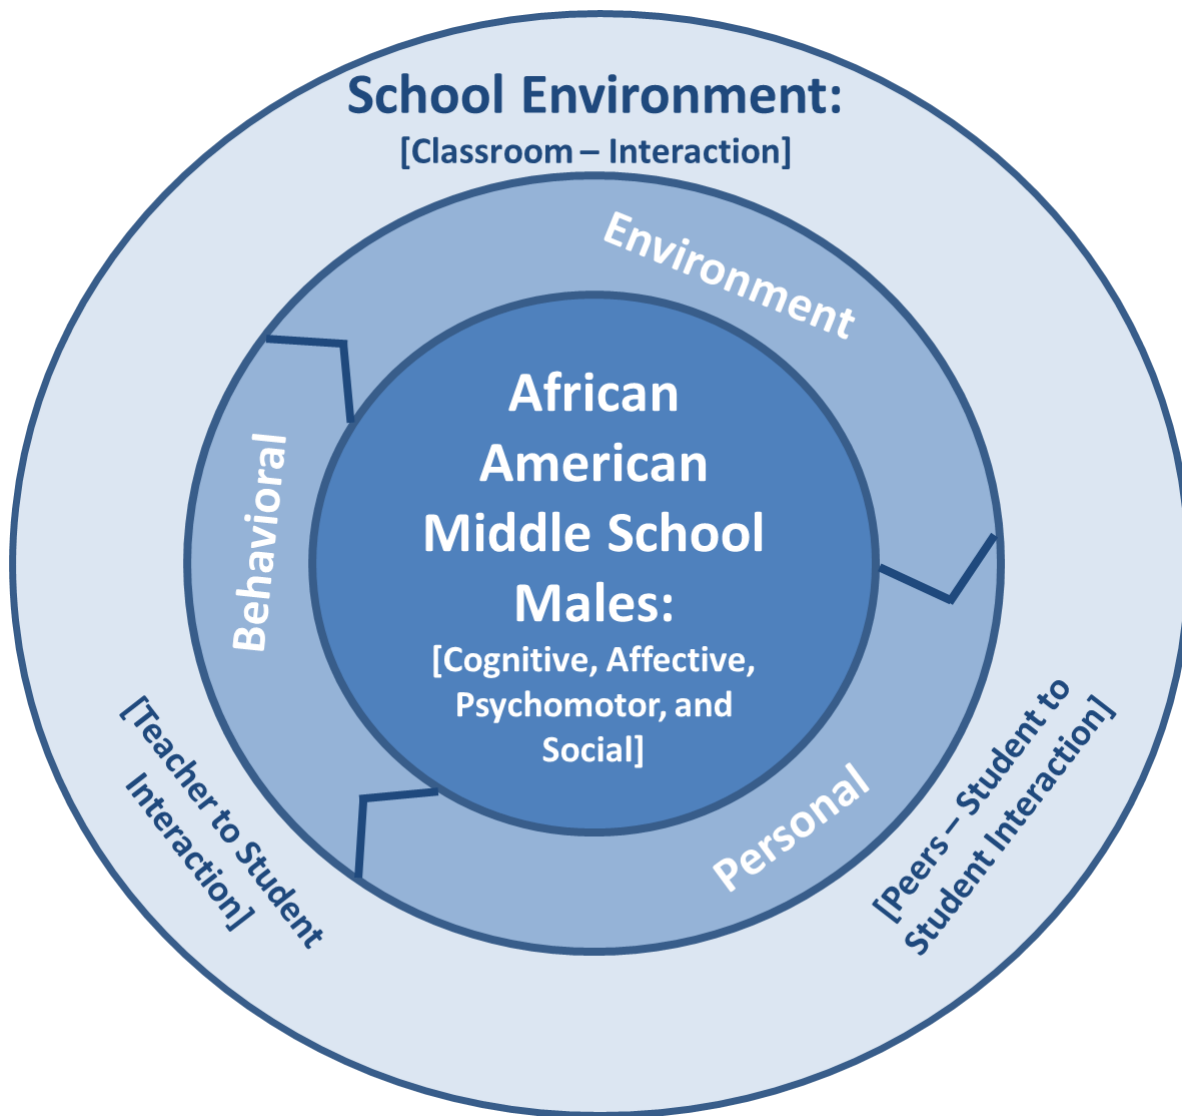 School Environment:
[Classroom – Interaction]
Environment
Behavioral
African
American
Middle School
Males:
[Cognitive, Affective,
Psychomotor, and
Social]
Personal
[Teacher to Student
Interaction]
[Peers – Student to
Student Interaction]